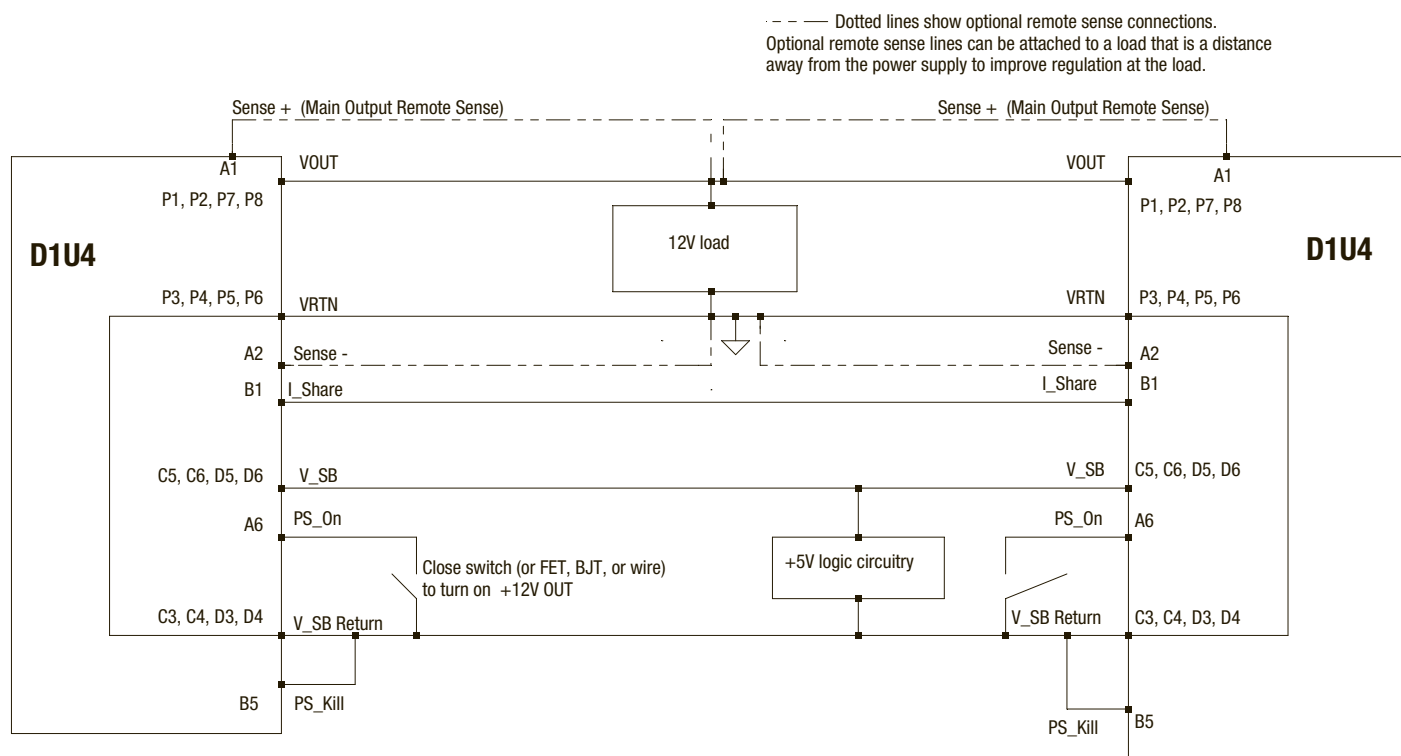 Dotted lines show optional remote sense connections.
Optional remote sense lines can be attached to a load that is a distance
away from the power supply to improve regulation at the load.
Sense + (Main Output Remote Sense)
Sense + (Main Output Remote Sense)
A1
VOUT
VOUT
A1
P1, P2, P7, P8
P1, P2, P7, P8
D1U4
12V load
D1U4
P3, P4, P5, P6
VRTN
VRTN
P3, P4, P5, P6
A2
Sense -
Sense -
A2
B1
I_Share
I_Share
B1
C5, C6, D5, D6
V_SB
V_SB
C5, C6, D5, D6
A6
PS_On
PS_On
A6
Close switch (or FET, BJT, or wire)
to turn on +12V OUT
+5V logic circuitry
C3, C4, D3, D4
V_SB Return
V_SB Return
C3, C4, D3, D4
B5
PS_Kill
PS_Kill
B5